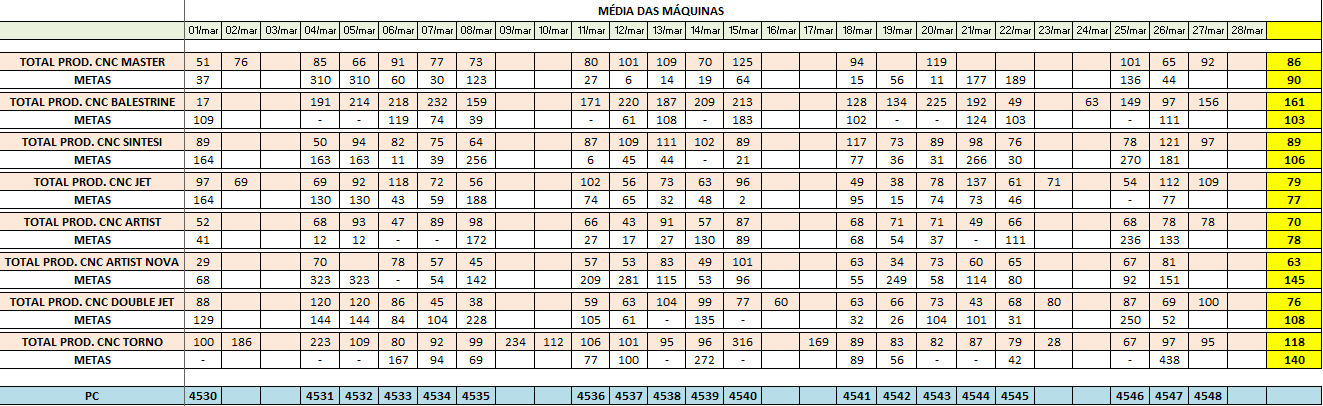 MÉDIA DAS MÁQUINAS
01/mar 02/mar 03/mar 04/mar 05/mar 06/mar 07/mar 08/mar 09/mar 10/mar 11/mar 12/mar 13/mar 14/mar 15/mar 16/mar 17/mar 18/mar 19/mar 20/mar 21/mar 22/mar 23/mar 24/mar 25/mar 26/mar 27/mar 28/mar
TOTAL PROD. CNC MASTER 51 76 85 66 91 77 73 80 101 109 70 125 94 119 101 65 92 86
METAS 37 310 310 60 30 123 27 6 14 19 64 15 56 11 177 189 136 44 90
TOTAL PROD. CNC BALESTRINE 17 191 214 218 232 159 171 220 187 209 213 128 134 225 192 49 63 149 97 156 161
METAS 109 - - 119 74 39 - 61 108 - 183 102 - - 124 103 - 111 103
TOTAL PROD. CNC SINTESI 89 50 94 82 75 64 87 109 111 102 89 117 73 89 98 76 78 121 97 89
METAS 164 163 163 11 39 256 6 45 44 - 21 77 36 31 266 30 270 181 106
TOTAL PROD. CNC JET 97 69 69 92 118 72 56 102 56 73 63 96 49 38 78 137 61 71 54 112 109 79
METAS 164 130 130 43 59 188 74 65 32 48 2 95 15 74 73 46 - 77 77
TOTAL PROD. CNC ARTIST 52 68 93 47 89 98 66 43 91 57 87 68 71 71 49 66 68 78 78 70
METAS 41 12 12 - - 172 27 17 27 130 89 68 54 37 - 111 236 133 78
TOTAL PROD. CNC ARTIST NOVA 29 70 78 57 45 57 53 83 49 101 63 34 73 60 65 67 81 63
METAS 68 323 323 - 54 142 209 281 115 53 96 55 249 58 114 80 92 151 145
TOTAL PROD. CNC DOUBLE JET 88 120 120 86 45 38 59 63 104 99 77 60 63 66 73 43 68 80 87 69 100 76
METAS 129 144 144 84 104 228 105 61 - 135 - 32 26 104 101 31 250 52 108
TOTAL PROD. CNC TORNO 100 186 223 109 80 92 99 234 112 106 101 95 96 316 169 89 83 82 87 79 28 67 97 95 118
METAS - - - 167 94 69 77 100 - 272 - 89 56 - - 42 - 438 140
PC 4530 4531 4532 4533 4534 4535 4536 4537 4538 4539 4540 4541 4542 4543 4544 4545 4546 4547 4548